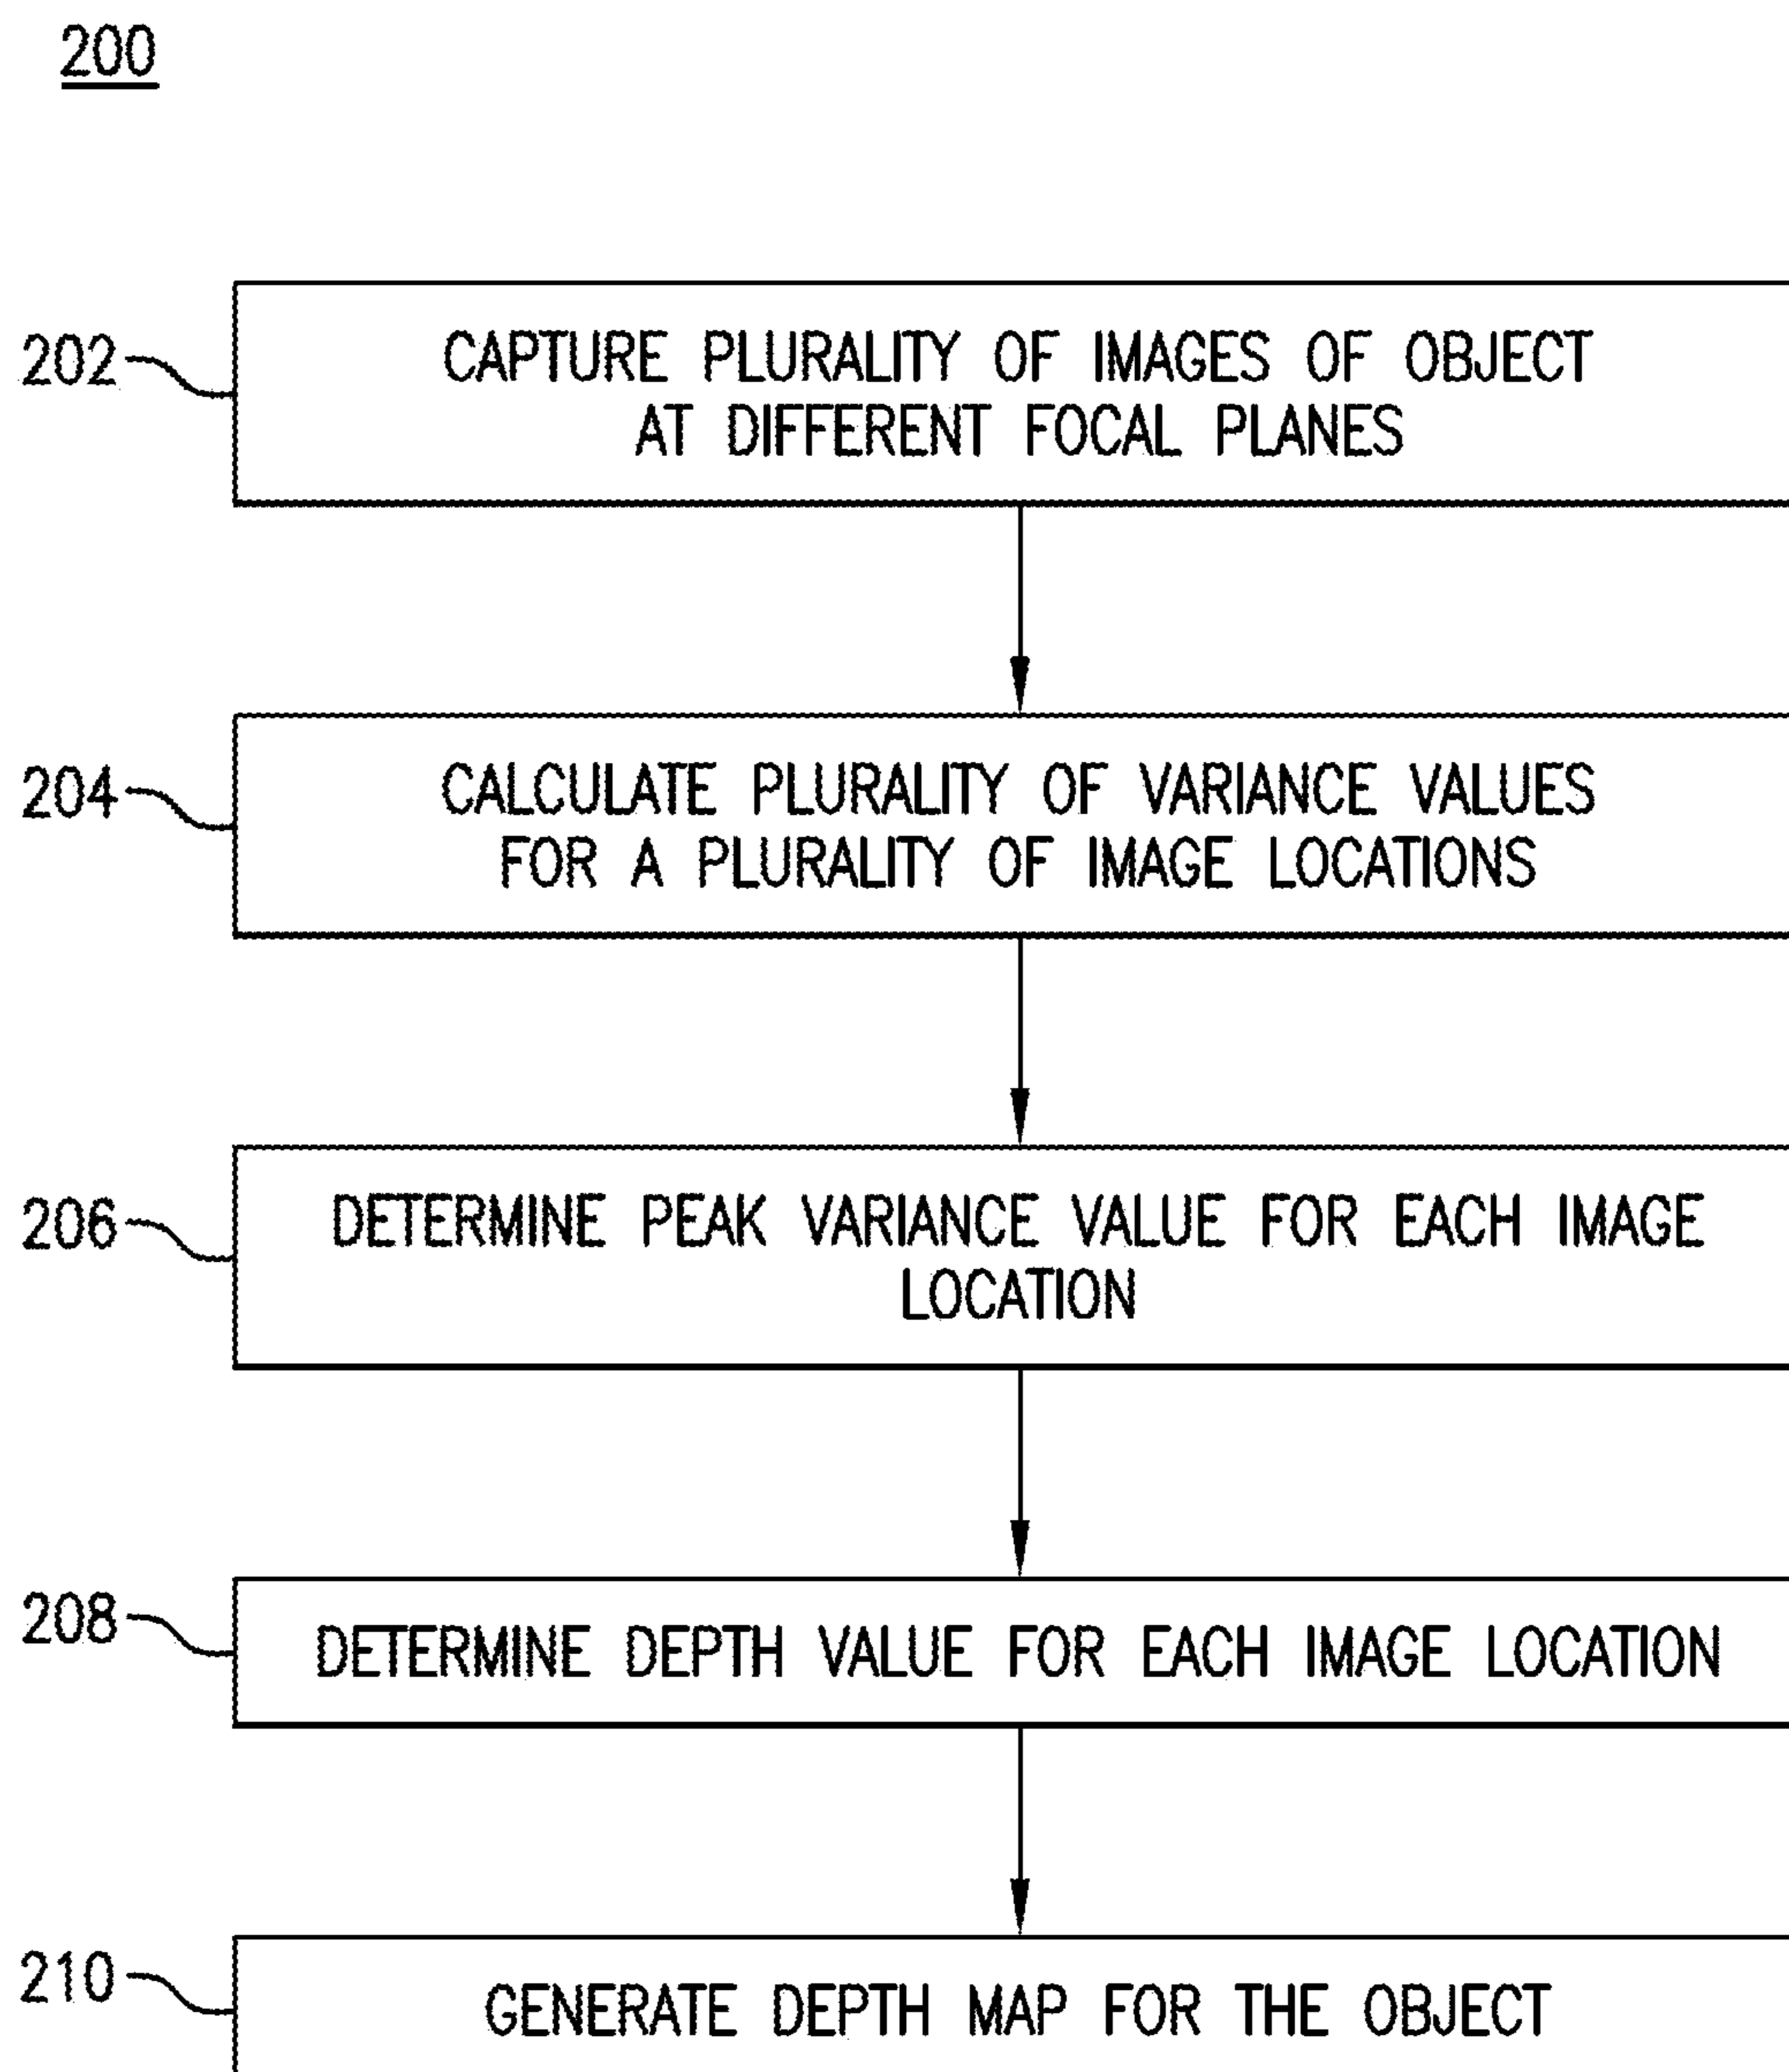 200
202
CAPTURE PLURALITY OF IMAGES OF OBJECT
AT DIFFERENT FOCAL PLANES
204
CALCULATE PLURALITY OF VARIANCE VALUES
FOR A PLURALITY OF IMAGE LOCATIONS
206
DETERMINE PEAK VARIANCE VALUE FOR EACH IMAGE
LOCATION
208
DETERMINE DEPTH VALUE FOR EACH IMAGE LOCATION
210
GENERATE DEPTH MAP FOR THE OBJECT